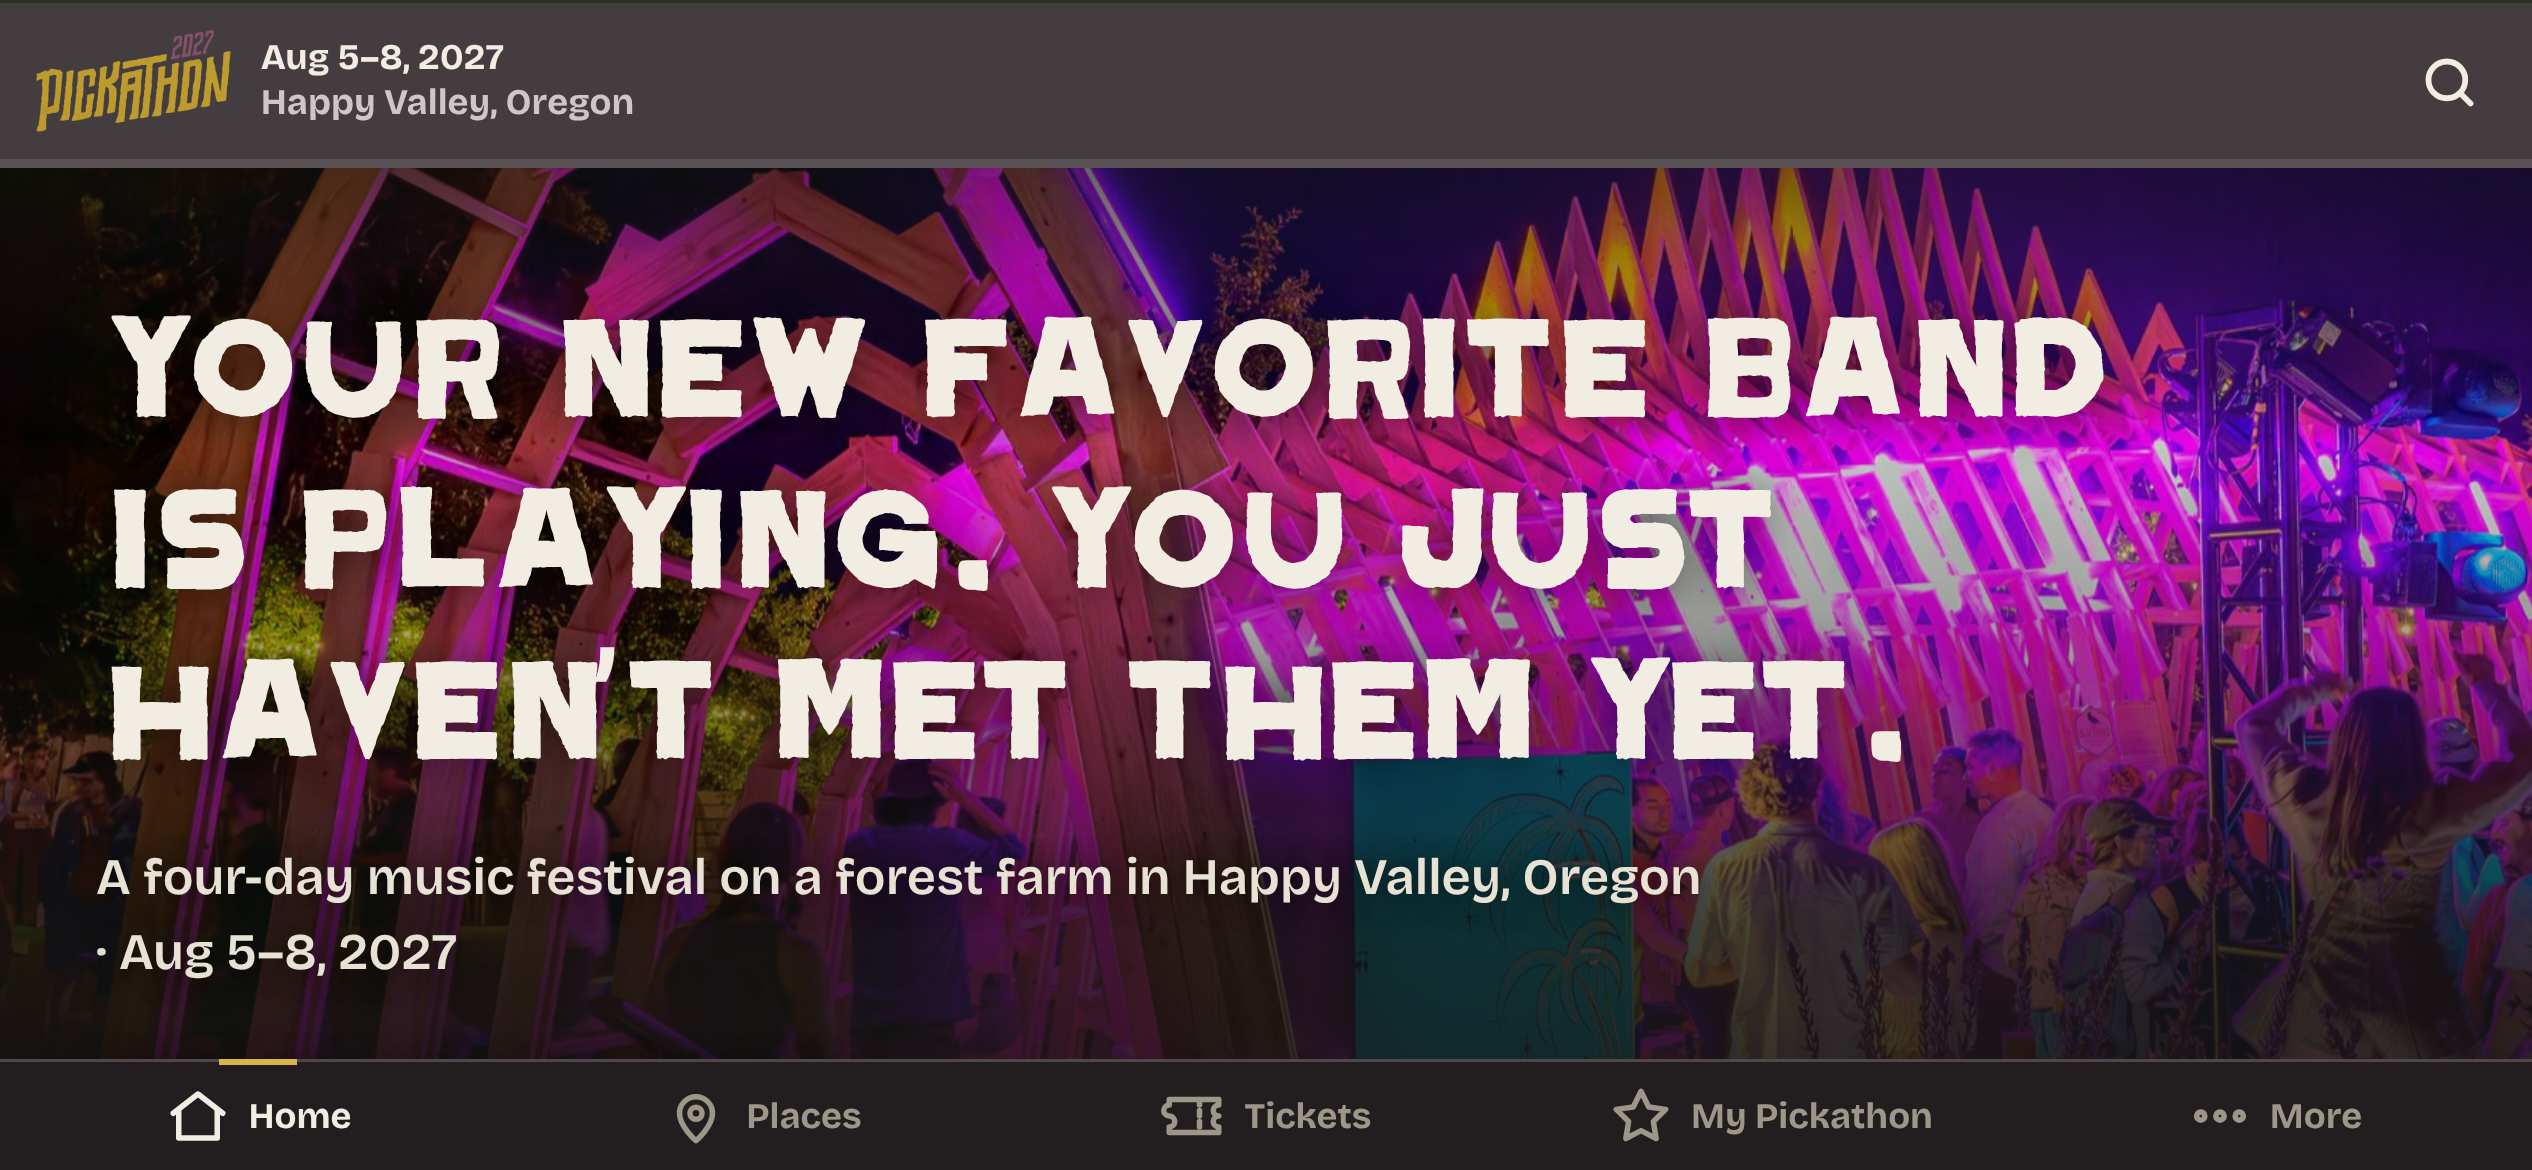 2027
PICKATHON
Aug 5–8, 2027
Happy Valley, Oregon
YOUR NEW FAVORITE BAND
IS PLAYING. YOU JUST
HAVEN'T MET THEM YET.
A four-day music festival on a forest farm in Happy Valley, Oregon
· Aug 5–8, 2027
Home
Places
Tickets
My Pickathon
More